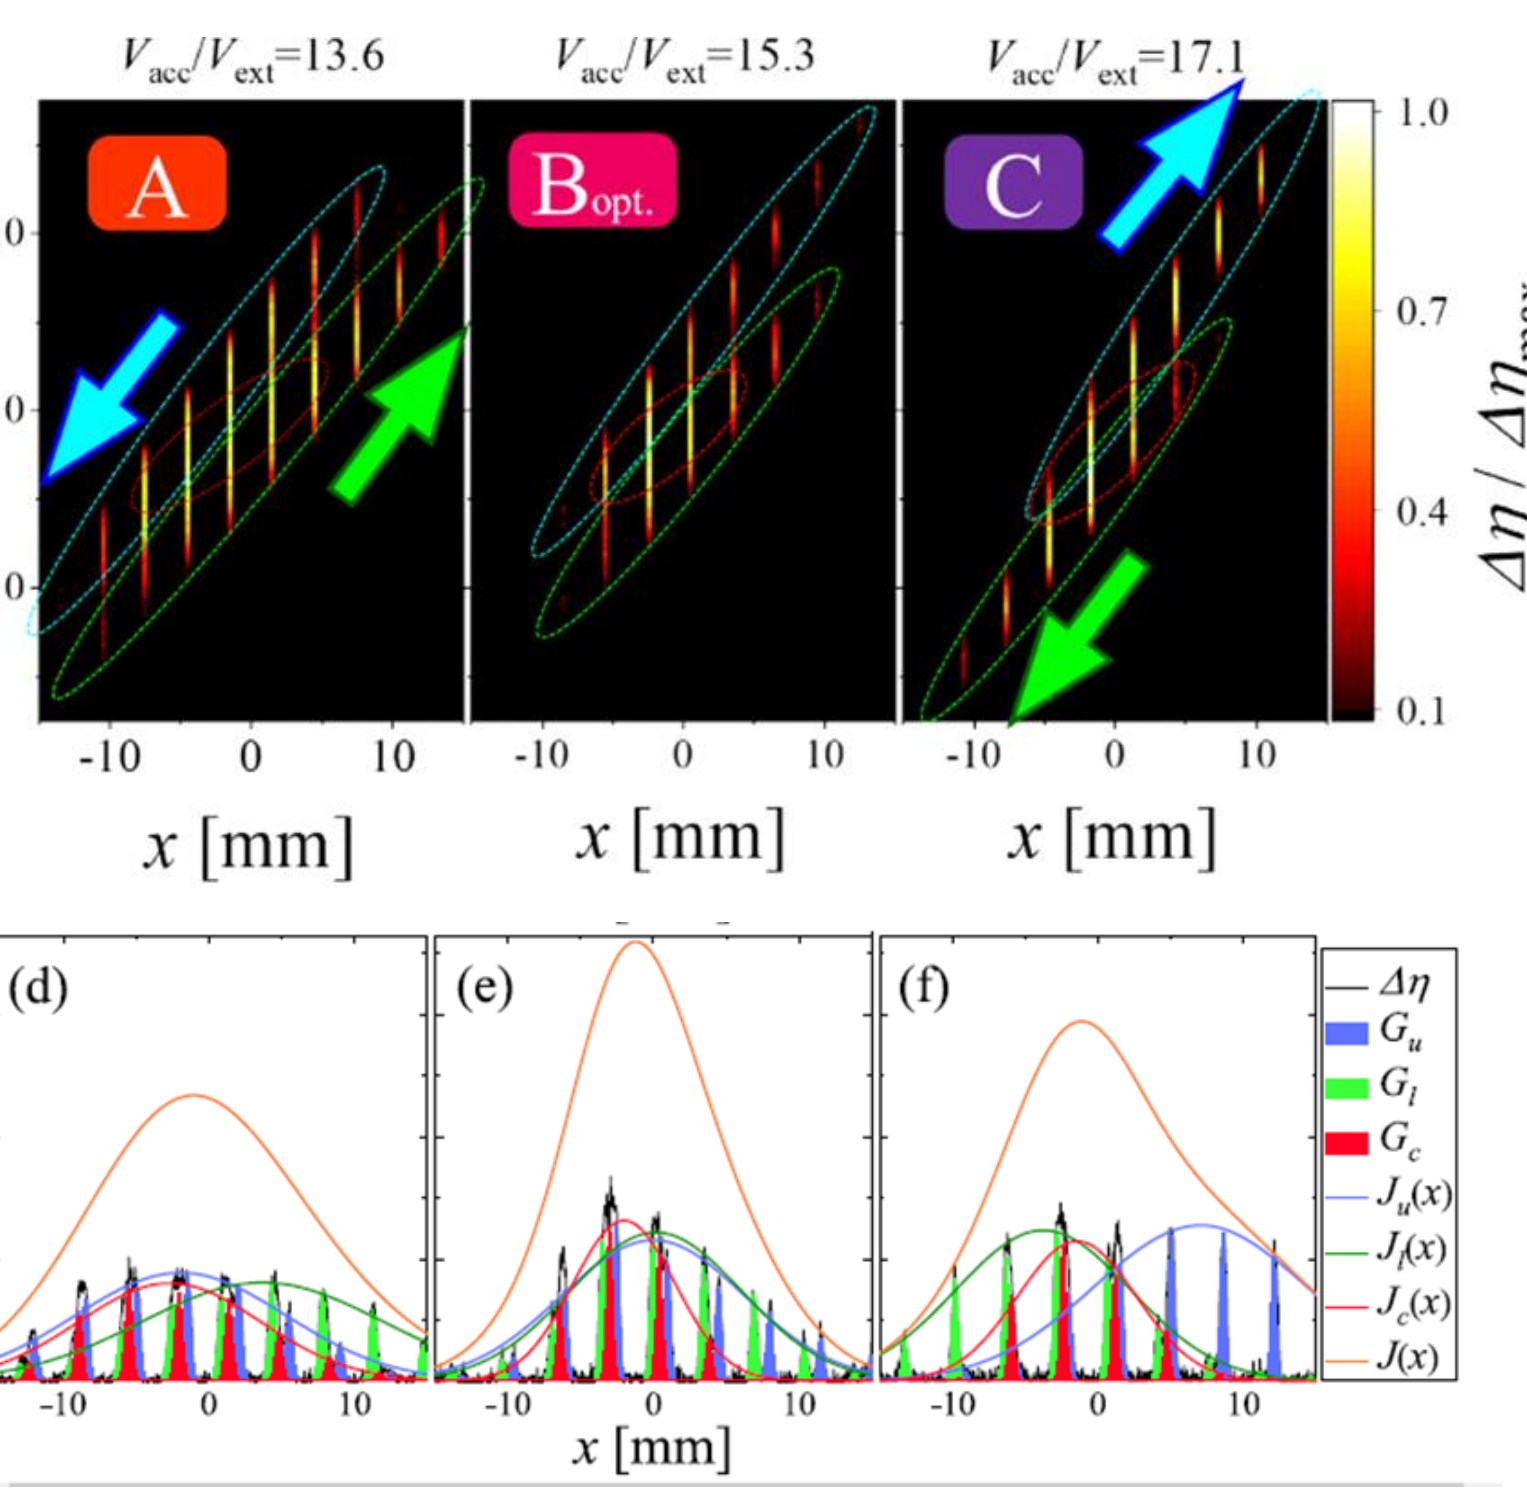 Vacc/Vext=13.6
Vacc/Vext=15.3
Vacc/Vext=17.1
A
Bopt.
C
0
0
0
1.0
0.7
0.4
0.1
Δη / Δηmax
-10 0 10
-10 0 10
-10 0 10
x [mm]
x [mm]
x [mm]
(d)
(e)
(f)
Δη
Gu
Gl
Gc
Ju(x)
Jl(x)
Jc(x)
J(x)
-10 0 10
-10 0 10
-10 0 10
x [mm]